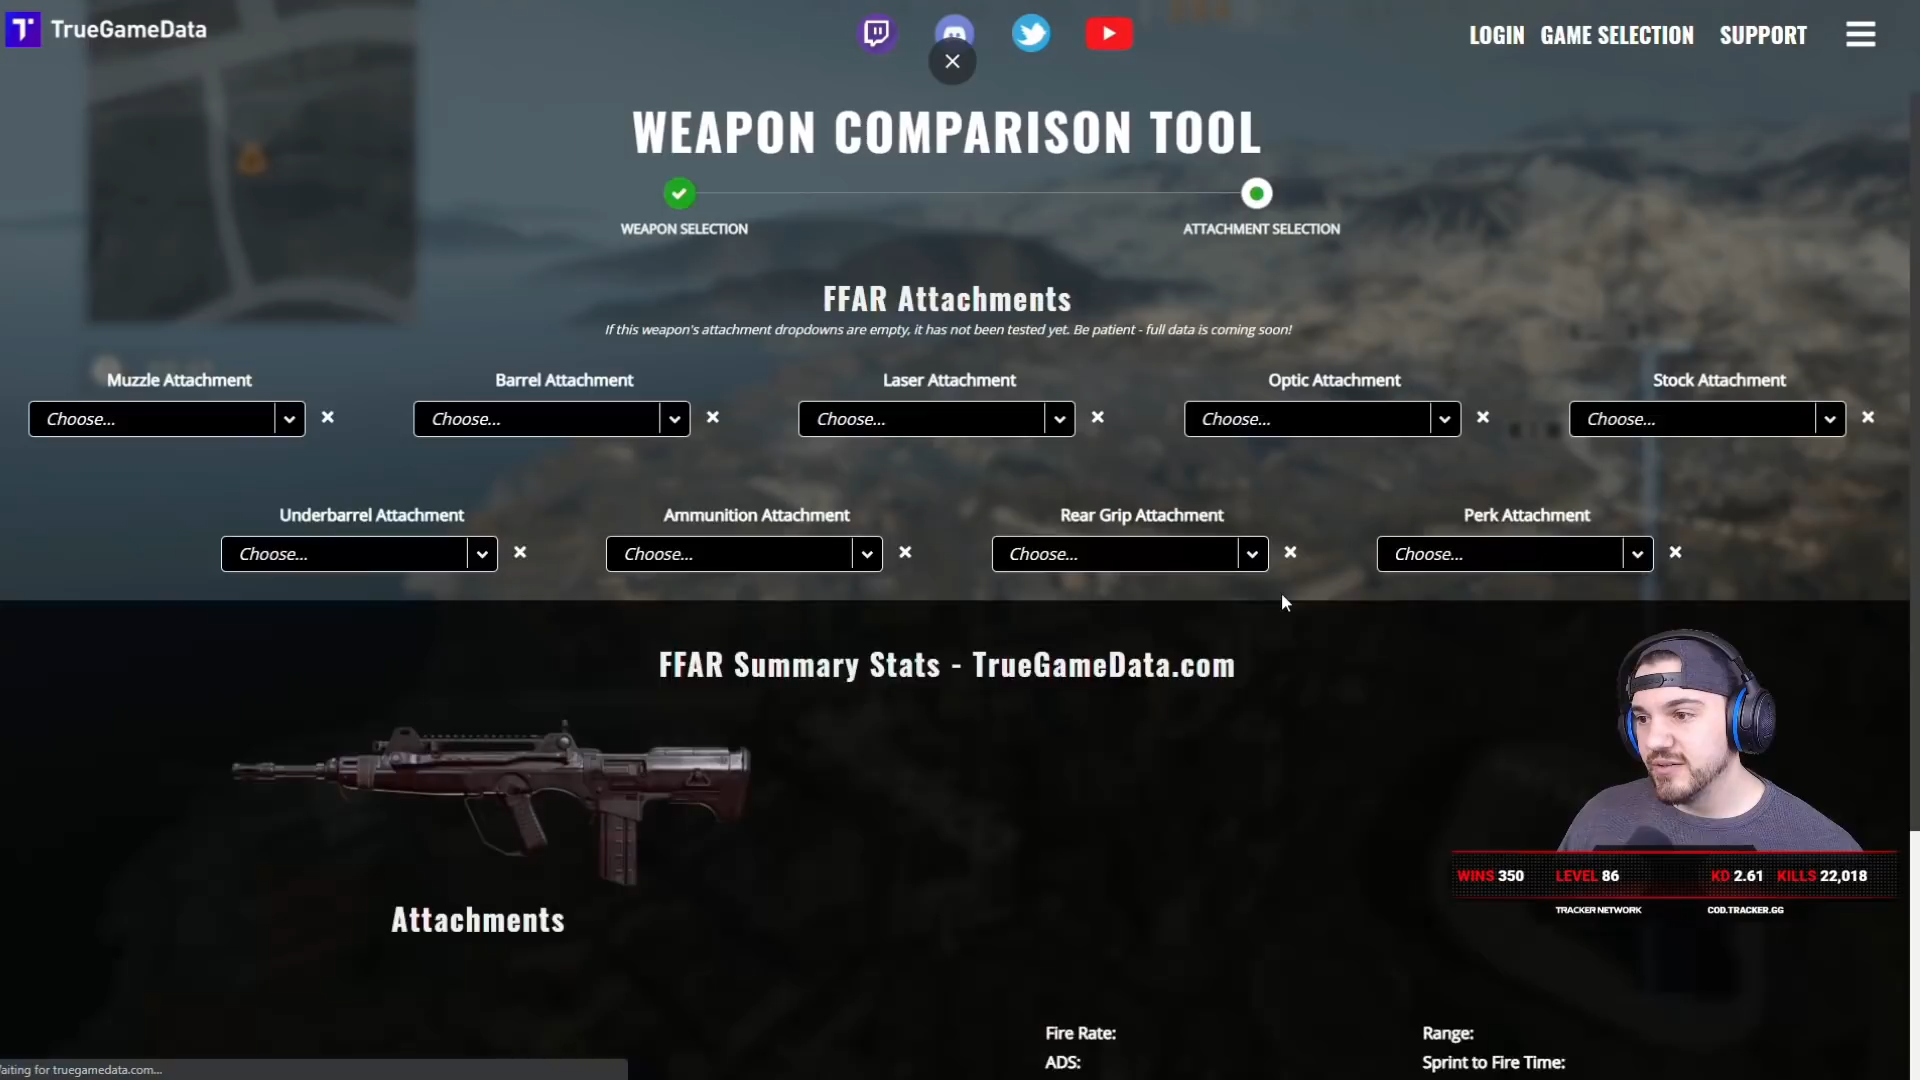 TrueGameData
LOGIN GAME SELECTION SUPPORT
WEAPON COMPARISON TOOL
WEAPON SELECTION
ATTACHMENT SELECTION
FFAR Attachments
If this weapon's attachment dropdowns are empty, it has not been tested yet. Be patient - full data is coming soon!
Muzzle Attachment Barrel Attachment Laser Attachment Optic Attachment Stock Attachment
Choose... Choose... Choose... Choose... Choose...
Underbarrel Attachment Ammunition Attachment Rear Grip Attachment Perk Attachment
Choose... Choose... Choose... Choose...
FFAR Summary Stats - TrueGameData.com
WINS 350 LEVEL 86 KD 2.61 KILLS 22,018
TRACKER NETWORK COD.TRACKER.GG
Attachments
Fire Rate: Range:
ADS: Sprint to Fire Time:
aiting for truegamedata.com...